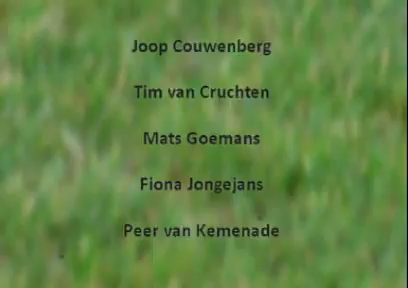 Joop Couwenberg
Tim van Cruchten
Mats Goemans
Fiona Jongejans
Peer van Kemenade